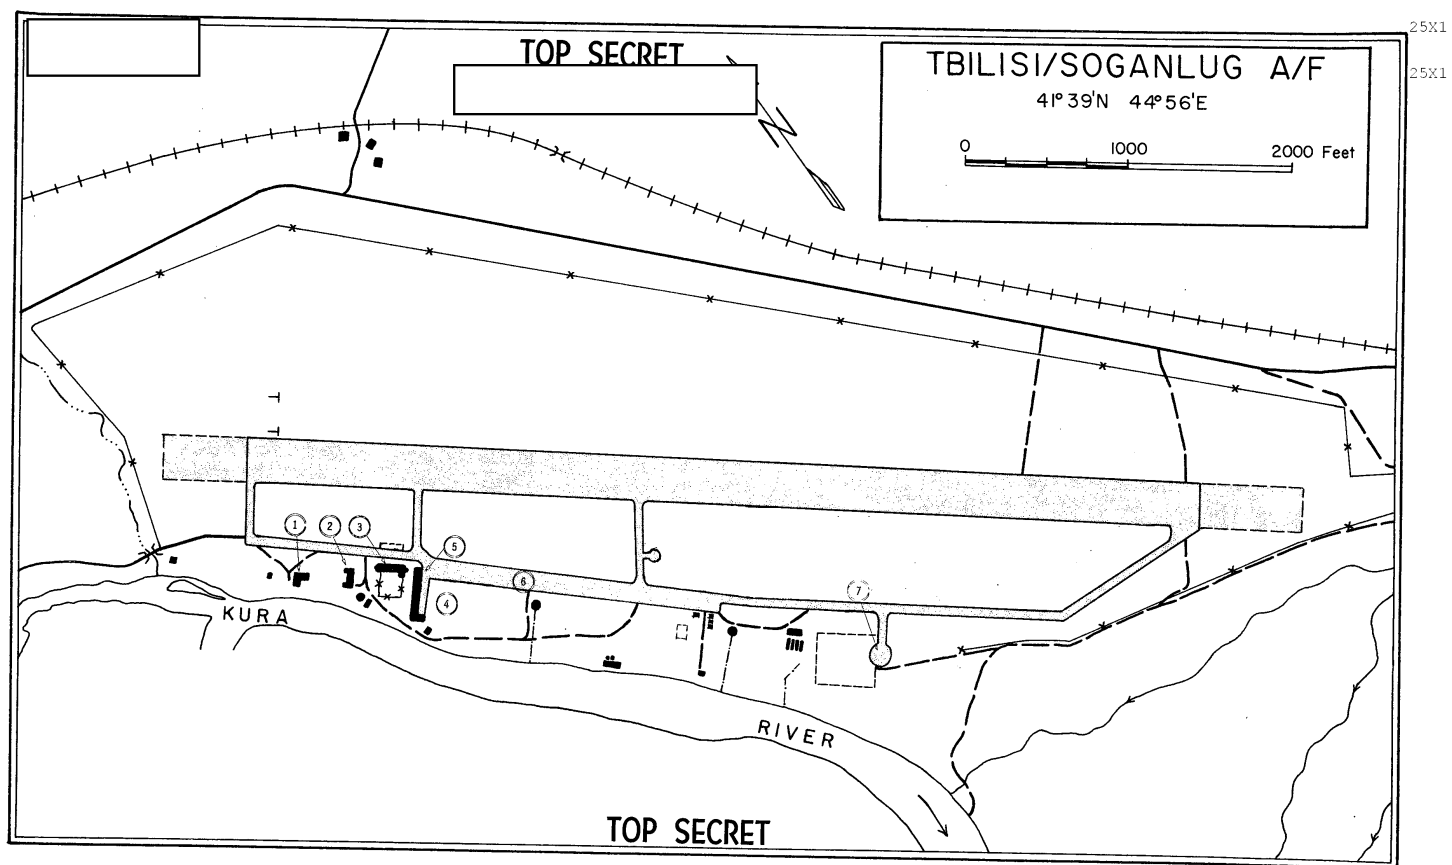 25X1
TOP SECRET
TBILISI/SOGANLUG A/F
25X1
41°39'N 44°56'E
N
0 1000 2000 Feet
1
2
3
5
6
4
7
KURA
RIVER
TOP SECRET